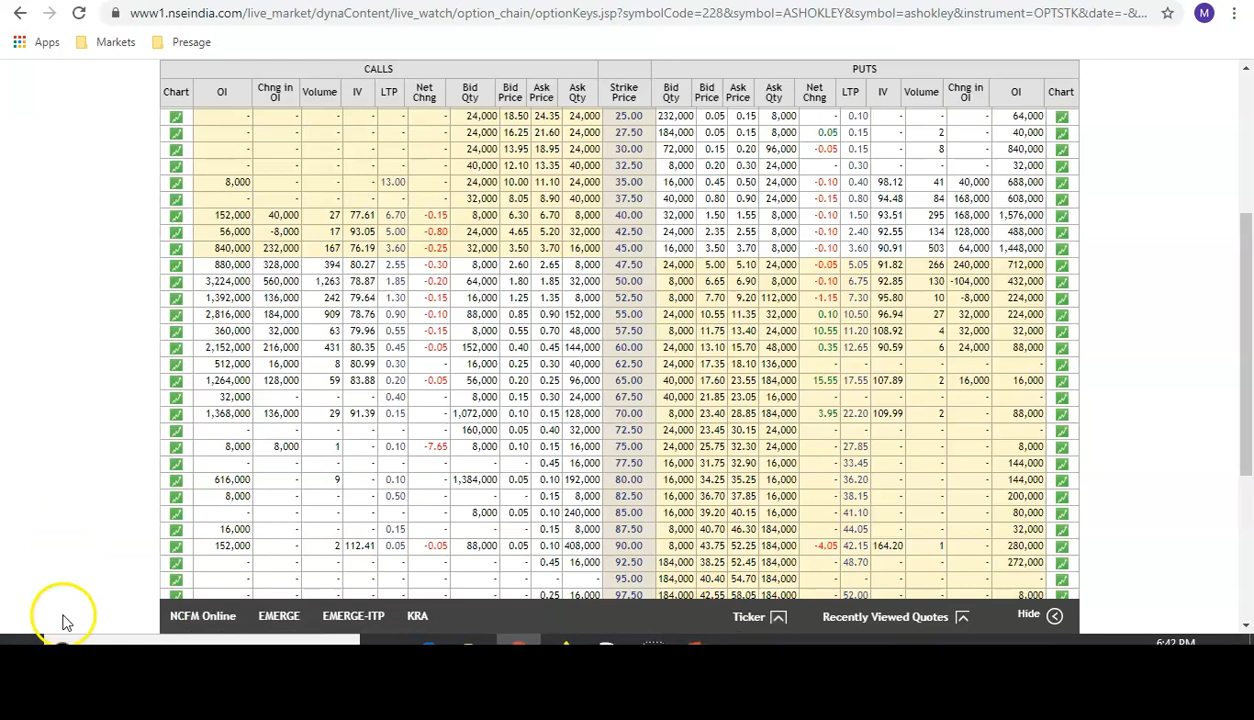 www1.nseindia.com/live_market/dynaContent/live_watch/option_chain/optionKeys.jsp?symbolCode=228&symbol=ASHOKLEY&symbol=ashokley&instrument=OPTSTK&date=-&...
M
Apps Markets Presage
CALLS PUTS
Chart OI Chng in OI Volume IV LTP Net Chng Bid Qty Bid Price Ask Price Ask Qty Strike Price Bid Qty Bid Price Ask Price Ask Qty Net Chng LTP IV Volume Chng in OI OI Chart
- - - - - - 24,000 18.50 24.35 24,000 25.00 232,000 0.05 0.15 8,000 - 0.10 - - - 64,000
- - - - - - 24,000 16.25 21.60 24,000 27.50 184,000 0.05 0.15 8,000 0.05 0.15 - 2 - 40,000
- - - - - - 24,000 13.95 18.95 24,000 30.00 72,000 0.15 0.20 96,000 -0.05 0.15 - 8 - 840,000
- - - - - - 40,000 12.10 13.35 40,000 32.50 8,000 0.20 0.30 24,000 - 0.30 - - - 32,000
8,000 - - - 13.00 - 24,000 10.00 11.10 24,000 35.00 16,000 0.45 0.50 24,000 -0.10 0.40 98.12 41 40,000 688,000
- - - - - - 32,000 8.05 8.90 40,000 37.50 40,000 0.80 0.90 24,000 -0.15 0.80 94.48 84 168,000 608,000
152,000 40,000 27 77.61 6.70 -0.15 8,000 6.30 6.70 8,000 40.00 32,000 1.50 1.55 8,000 -0.10 1.50 93.51 295 168,000 1,576,000
56,000 -8,000 17 93.05 5.00 -0.80 24,000 4.65 5.20 32,000 42.50 24,000 2.35 2.55 8,000 -0.10 2.40 92.55 134 128,000 488,000
840,000 232,000 167 76.19 3.60 -0.25 32,000 3.50 3.70 16,000 45.00 16,000 3.50 3.70 8,000 -0.10 3.60 90.91 503 64,000 1,448,000
880,000 328,000 394 80.27 2.55 -0.30 8,000 2.60 2.65 8,000 47.50 24,000 5.00 5.10 24,000 -0.05 5.05 91.82 266 240,000 712,000
3,224,000 560,000 1,263 78.87 1.85 -0.20 64,000 1.80 1.85 32,000 50.00 8,000 6.65 6.90 8,000 -0.10 6.75 92.85 130 -104,000 432,000
1,392,000 136,000 242 79.64 1.30 -0.15 16,000 1.25 1.35 8,000 52.50 8,000 7.70 9.20 112,000 -1.15 7.30 95.80 10 -8,000 224,000
2,816,000 184,000 909 78.76 0.90 -0.10 88,000 0.85 0.90 152,000 55.00 24,000 10.55 11.35 32,000 0.10 10.50 96.94 27 32,000 224,000
360,000 32,000 63 79.96 0.55 -0.15 8,000 0.55 0.70 48,000 57.50 8,000 11.75 13.40 24,000 10.55 11.20 108.92 4 32,000 32,000
2,152,000 216,000 431 80.35 0.45 -0.05 152,000 0.40 0.45 144,000 60.00 24,000 13.10 15.70 48,000 0.35 12.65 90.59 6 24,000 88,000
512,000 16,000 8 80.99 0.30 - 16,000 0.25 0.30 40,000 62.50 24,000 17.35 18.10 136,000 - - - - - -
1,264,000 128,000 59 83.88 0.20 -0.05 56,000 0.20 0.25 96,000 65.00 40,000 17.60 23.55 184,000 15.55 17.55 107.89 2 16,000 16,000
32,000 - - - 0.40 - 8,000 0.15 0.30 24,000 67.50 40,000 21.85 23.05 16,000 - - - - - -
1,368,000 136,000 29 91.39 0.15 - 1,072,000 0.10 0.15 128,000 70.00 8,000 23.40 28.85 184,000 3.95 22.20 109.99 2 - 88,000
- - - - - - 160,000 0.05 0.40 32,000 72.50 24,000 23.45 30.15 24,000 - - - - - -
8,000 8,000 1 - 0.10 -7.65 8,000 0.10 0.15 16,000 75.00 24,000 25.75 32.30 24,000 - 27.85 - - - 8,000
- - - - - - - - 0.45 16,000 77.50 16,000 31.75 32.90 16,000 - 33.45 - - - 144,000
616,000 - 9 - 0.10 - 1,384,000 0.05 0.10 192,000 80.00 16,000 34.25 35.25 16,000 - 36.20 - - - 144,000
8,000 - - - 0.50 - - - 0.15 8,000 82.50 16,000 36.70 37.85 16,000 - 38.15 - - - 200,000
- - - - - - 8,000 0.05 0.10 240,000 85.00 16,000 39.20 40.15 16,000 - 41.10 - - - 80,000
16,000 - - - 0.15 - - - 0.15 8,000 87.50 8,000 40.70 46.30 184,000 - 44.05 - - - 32,000
152,000 - 2 112.41 0.05 -0.05 88,000 0.05 0.10 408,000 90.00 8,000 43.75 52.25 184,000 -4.05 42.15 164.20 1 - 280,000
- - - - - - - - 0.45 16,000 92.50 184,000 38.25 52.45 184,000 - 48.70 - - - 272,000
- - - - - - - - - - 95.00 184,000 40.40 54.70 184,000 - - - - - -
- - - - - - - - 0.25 16,000 97.50 184,000 42.55 58.05 184,000 - 52.00 - - - 8,000
NCFM Online EMERGE EMERGE-ITP KRA Ticker Recently Viewed Quotes Hide
6:42 PM